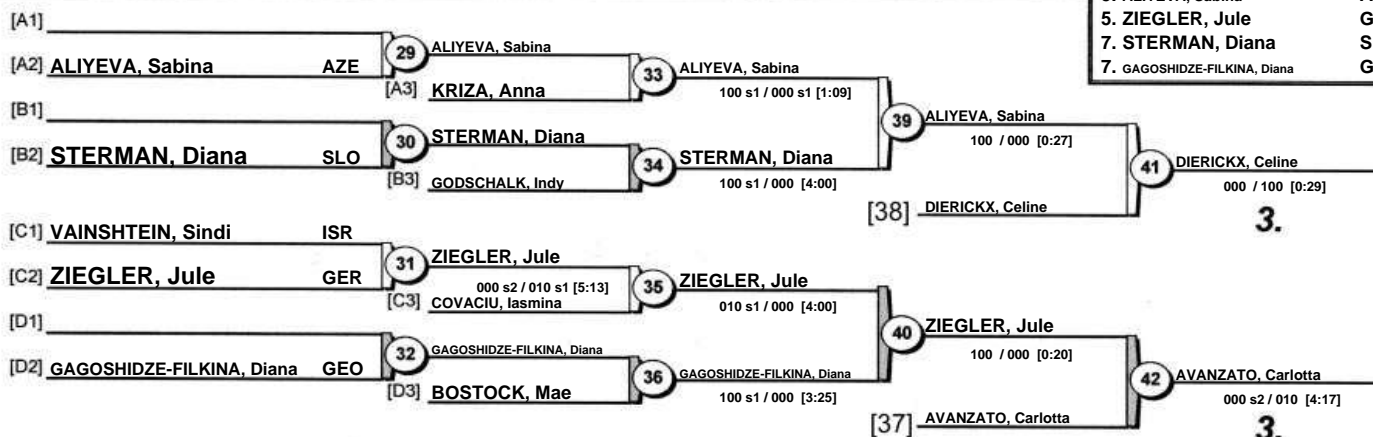 5. ZIEGLER, Jule G
7. STERMAN, Diana S
7. GAGOSHIDZE-FILKINA, Diana G
[A1]
[A2] ALIYEVA, Sabina AZE
29
ALIYEVA, Sabina
[A3] KRIZA, Anna
33
ALIYEVA, Sabina
100 s1 / 000 s1 [1:09]
[B1]
[B2] STERMAN, Diana SLO
30
STERMAN, Diana
[B3] GODSCHALK, Indy
34
STERMAN, Diana
100 s1 / 000 [4:00]
39
ALIYEVA, Sabina
100 / 000 [0:27]
[38] DIERICKX, Celine
41
DIERICKX, Celine
000 / 100 [0:29]
3.
[C1] VAINSHTEIN, Sindi ISR
[C2] ZIEGLER, Jule GER
31
ZIEGLER, Jule
000 s2 / 010 s1 [5:13]
[C3] COVACIU, Iasmina
35
ZIEGLER, Jule
010 s1 / 000 [4:00]
[D1]
[D2] GAGOSHIDZE-FILKINA, Diana GEO
32
GAGOSHIDZE-FILKINA, Diana
[D3] BOSTOCK, Mae
36
GAGOSHIDZE-FILKINA, Diana
100 s1 / 000 [3:25]
40
ZIEGLER, Jule
100 / 000 [0:20]
[37] AVANZATO, Carlotta
42
AVANZATO, Carlotta
000 s2 / 010 [4:17]
3.